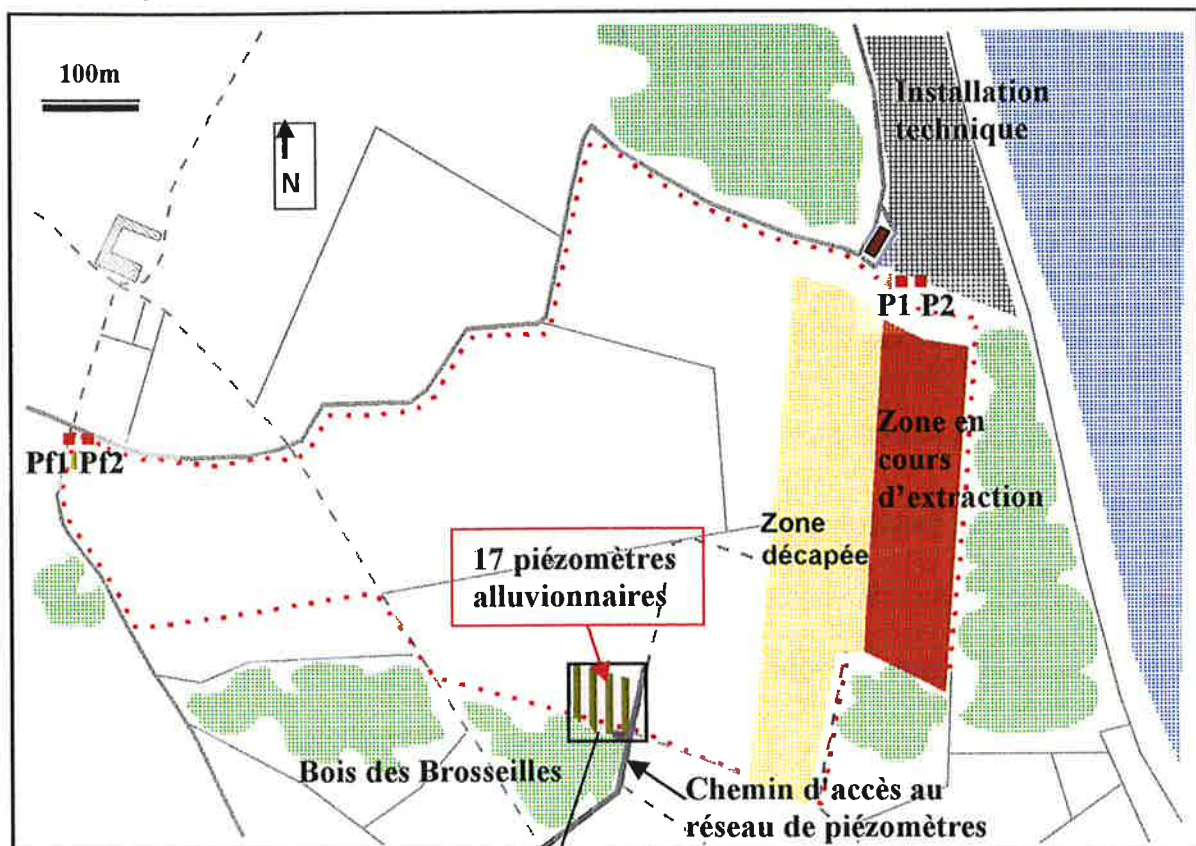 100m
N
Installation
technique
P1 P2
Pf1 Pf2
Zone en
cours
d'extraction
Zone
décapée
17 piézomètres
alluvionnaires
Bois des Brosseilles
Chemin d'accès au
réseau de piézomètres